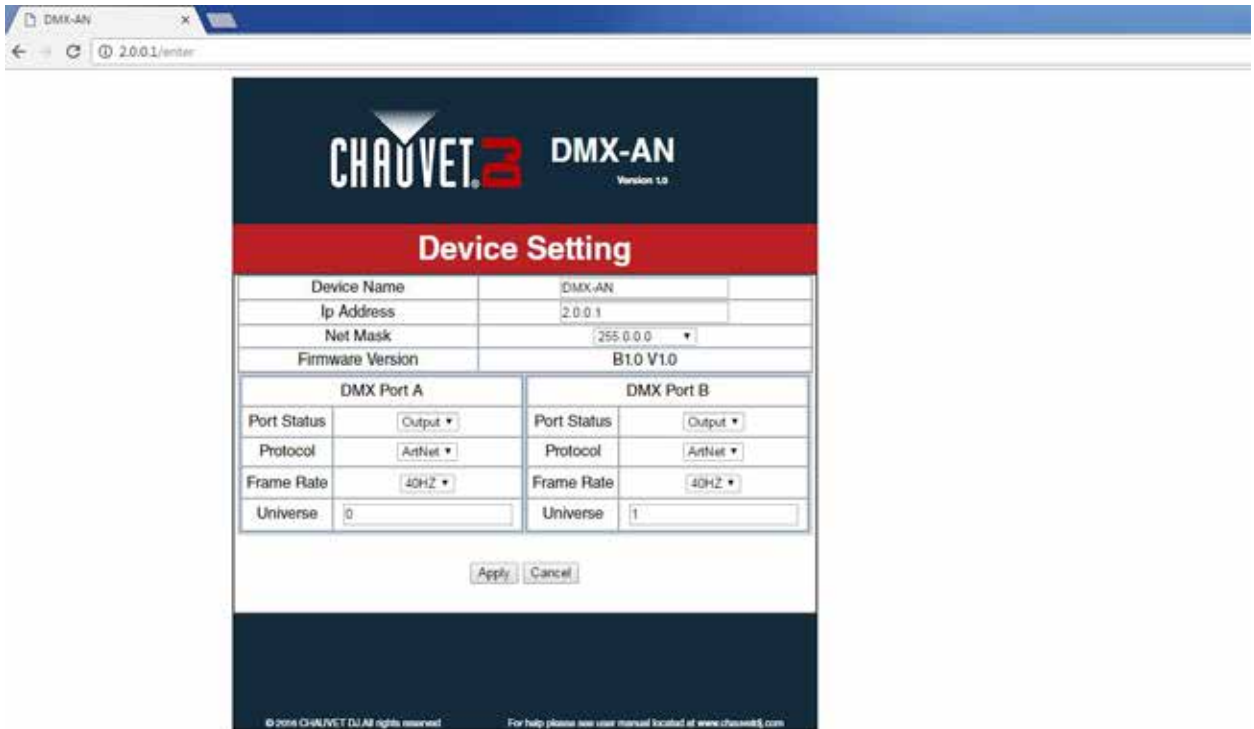 DMX-AN
2.0.0.1/enter
CHAUVET® DJ DMX-AN
Version 1.0
Device Setting
Device Name DMX-AN
Ip Address 2.0.0.1
Net Mask 255.0.0.0
Firmware Version B1.0 V1.0
DMX Port A DMX Port B
Port Status Output Port Status Output
Protocol ArtNet Protocol ArtNet
Frame Rate 40HZ Frame Rate 40HZ
Universe 0 Universe 1
Apply Cancel
© 2016 CHAUVET DJ All rights reserved For help please see user manual located at www.chauvetdj.com